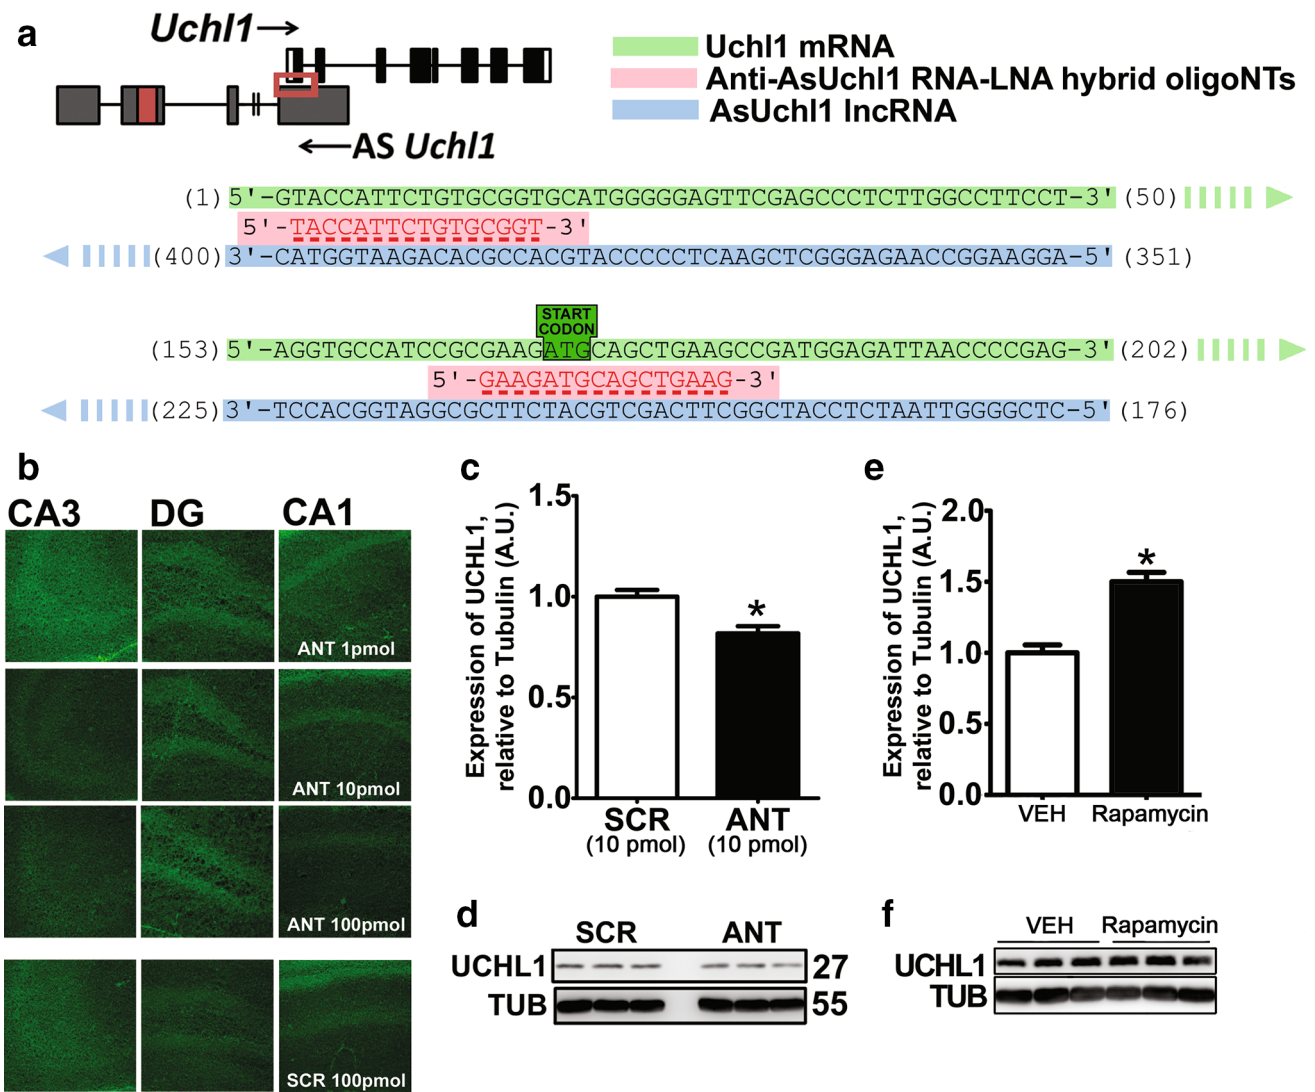 a
Uchl1
AS Uchl1
Uchl1 mRNA
Anti-AsUchl1 RNA-LNA hybrid oligoNTs
AsUchl1 lncRNA
(1) 5'-GTACCATTCTGTGCGGTGCATGGGGGAGTTCGAGCCCTCTTGGCCTTCCT-3' (50)
5'-TACCATTCTGTGCGGT-3'
(400) 3'-CATGGTAAGACACGCCACGTACCCCCTCAAGCTCGGGAGAACCGGAAGGA-5' (351)
START
CODON
(153) 5'-AGGTGCCATCCGCGAAGATGCAGCTGAAGCCGATGGAGATTAACCCCGAG-3' (202)
5'-GAAGATGCAGCTGAAG-3'
(225) 3'-TCCACGGTAGGCGCTTCTACGTCGACTTCGGCTACCTCTAATTGGGGCTC-5' (176)
b
CA3 DG CA1
ANT 1pmol
ANT 10pmol
ANT 100pmol
SCR 100pmol
c
Expression of UCHL1,
relative to Tubulin (A.U.)
1.5
1.0
0.5
0.0
*
SCR ANT
(10 pmol) (10 pmol)
d
SCR ANT
UCHL1 27
TUB 55
e
Expression of UCHL1,
relative to Tubulin (A.U.)
2.0
1.5
1.0
0.5
0.0
*
VEH Rapamycin
f
VEH Rapamycin
UCHL1
TUB